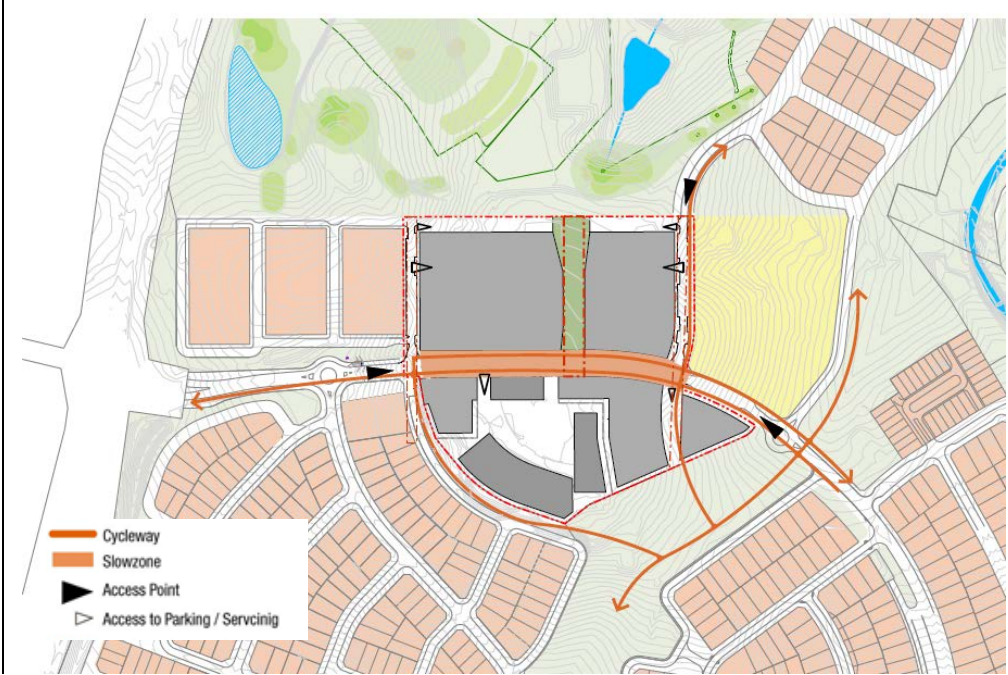 Cycleway
Slowzone
Access Point
Access to Parking / Servcinig